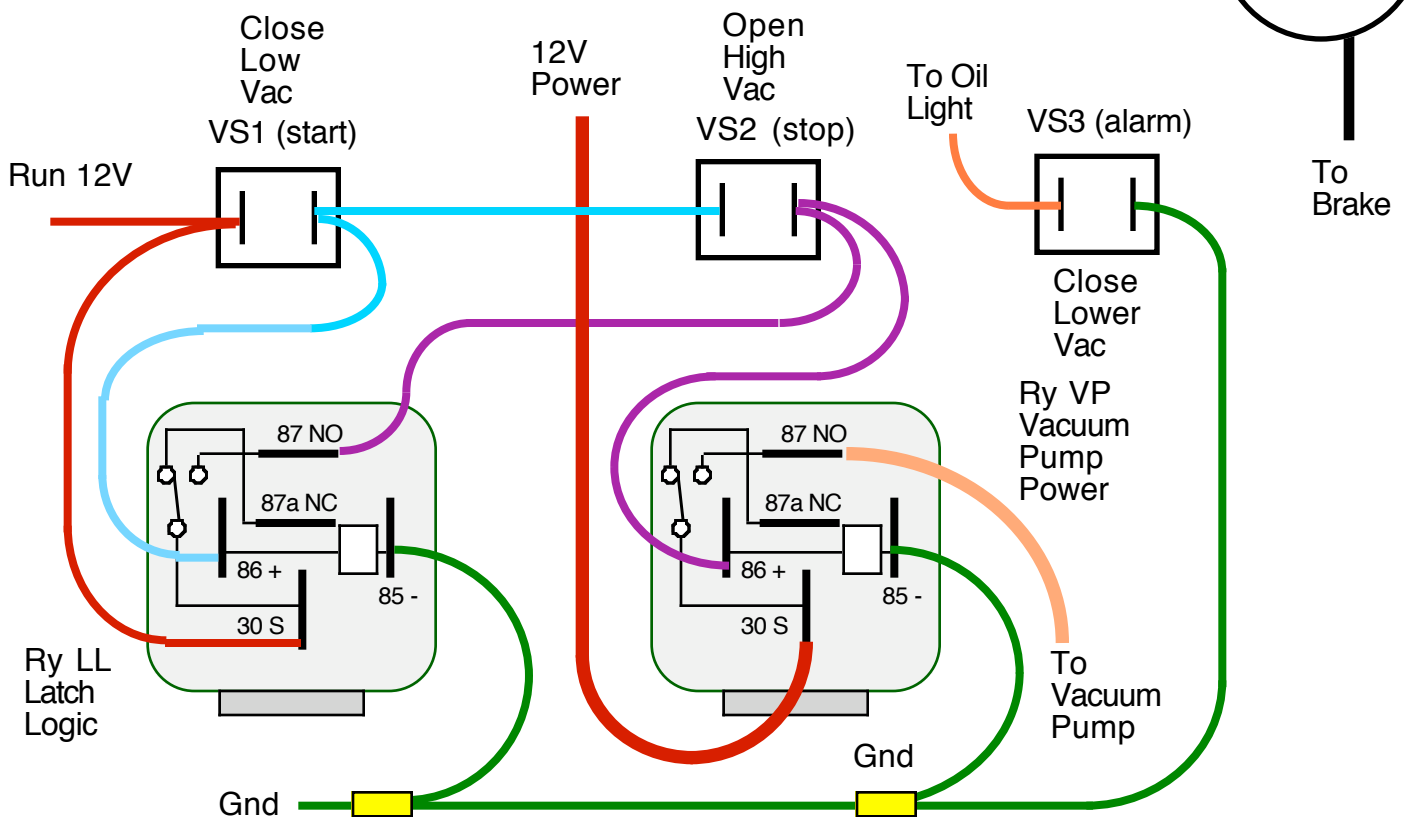 Close
Low
Vac
VS1 (start)
Run 12V
12V
Power
Open
High
Vac
VS2 (stop)
To Oil
Light
VS3 (alarm)
To
Brake
Close
Lower
Vac
Ry VP
Vacuum
Pump
Power
87 NO
87a NC
86 +
85 -
30 S
87 NO
87a NC
86 +
85 -
30 S
Ry LL
Latch
Logic
To
Vacuum
Pump
Gnd
Gnd